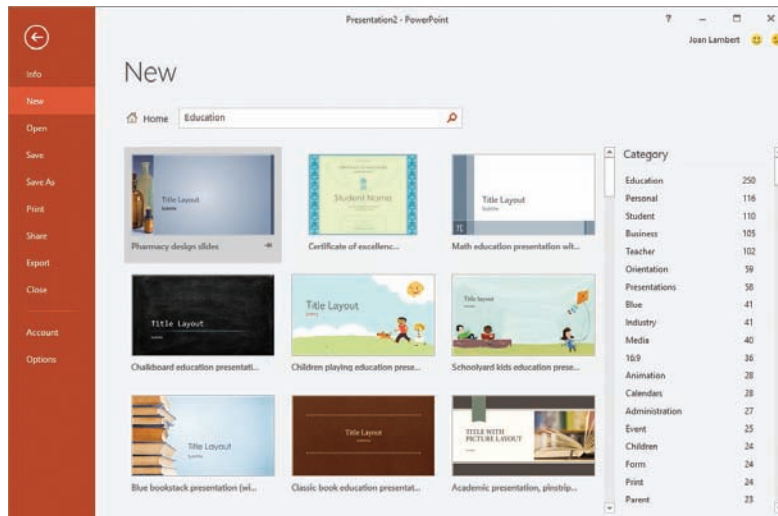 Presentation2 - PowerPoint
?
Joan Lambert
Info
New
Open
Save
Save As
Print
Share
Export
Close
Account
Options
New
Home
Education
Title Layout
Subtitle
Pharmacy design slides
Student Name
Certificate of excellenc...
Title Layout
Subtitle
Math education presentation wit...
Title Layout
Chalkboard education presentati...
Title Layout
Children playing education prese...
Title layout
Schoolyard kids education prese...
Title Layout
Blue bookstack presentation (wi...
Title Layout
Classic book education presentat...
TITLE WITH
PICTURE LAYOUT
Academic presentation, pinstrip...
Category
Education 250
Personal 116
Student 110
Business 105
Teacher 102
Orientation 59
Presentations 58
Blue 41
Industry 41
Media 40
16:9 36
Animation 28
Calendars 28
Administration 27
Event 25
Children 24
Form 24
Print 24
Parent 23